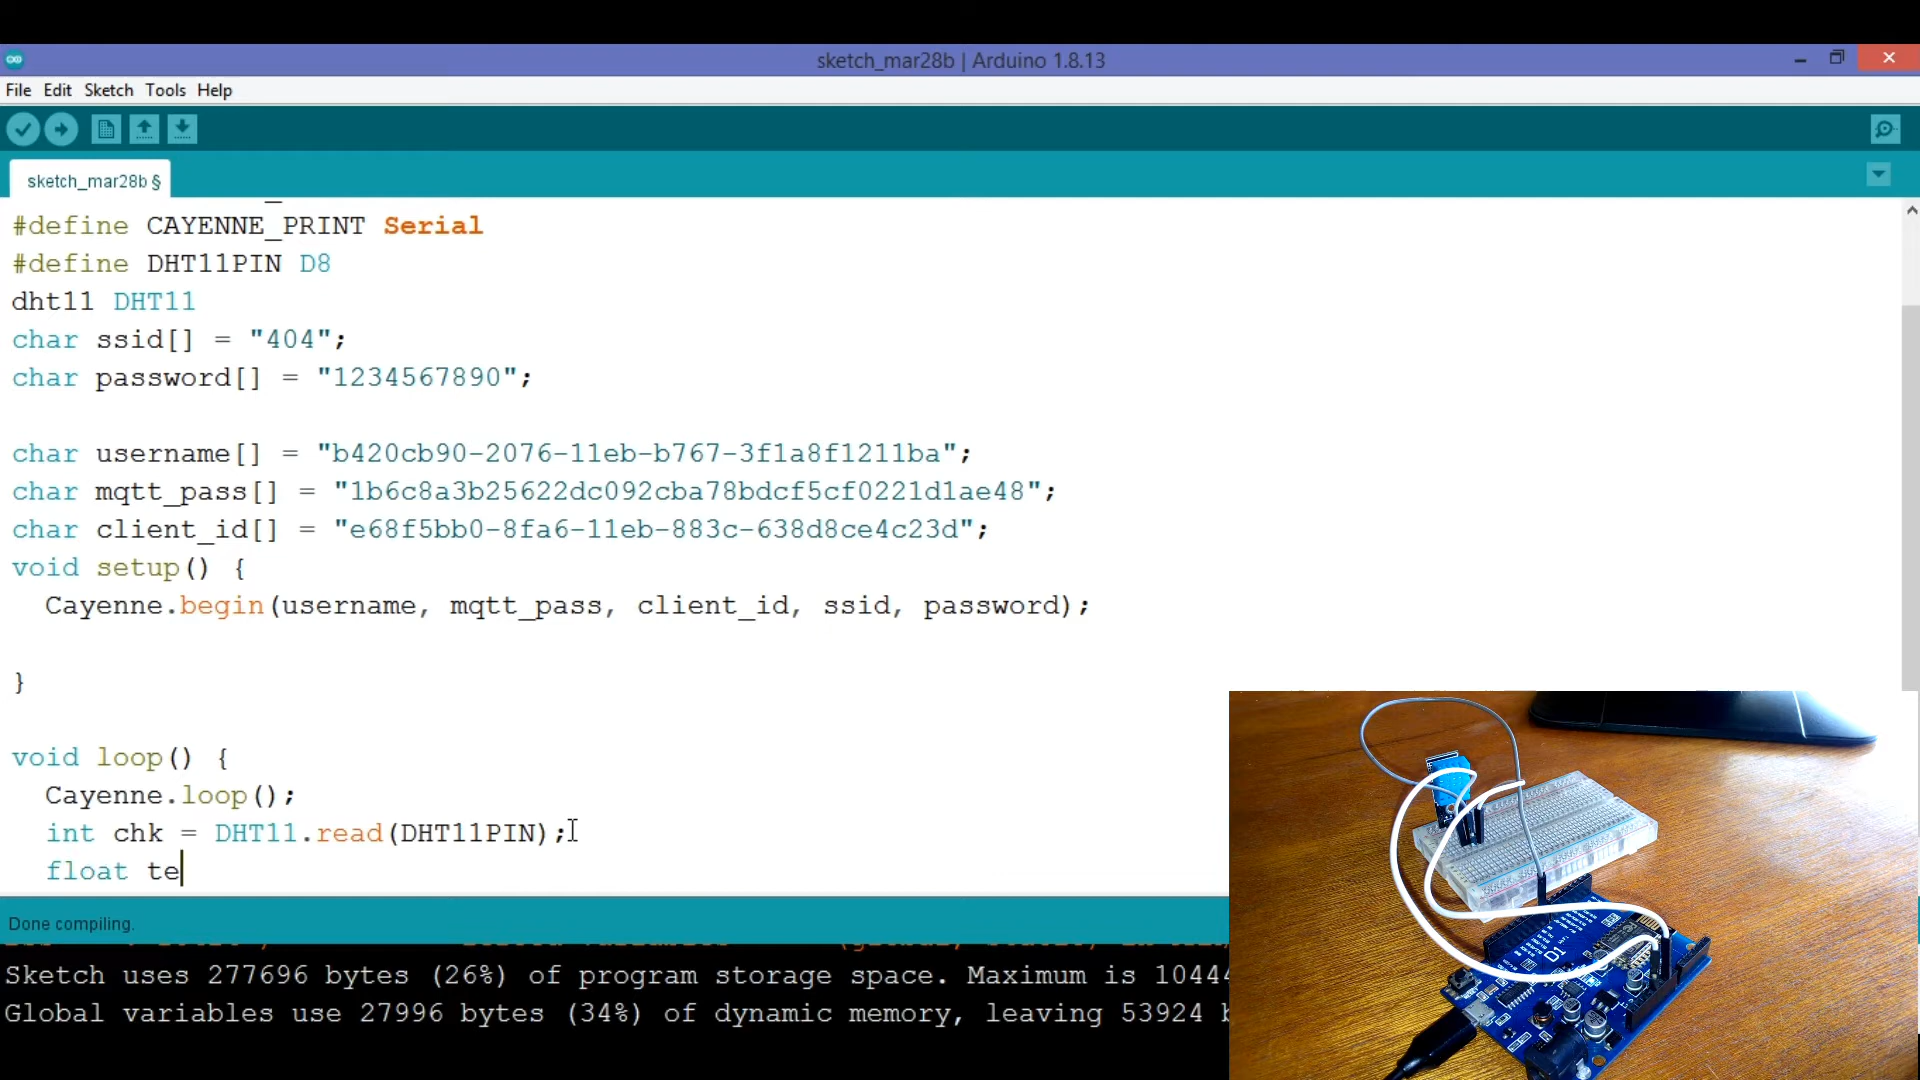 sketch_mar28b | Arduino 1.8.13
File Edit Sketch Tools Help
sketch_mar28b §
#define CAYENNE_PRINT Serial
#define DHT11PIN D8
dht11 DHT11
char ssid[] = "404";
char password[] = "1234567890";
char username[] = "b420cb90-2076-11eb-b767-3f1a8f1211ba";
char mqtt_pass[] = "1b6c8a3b25622dc092cba78bdcf5cf0221d1ae48";
char client_id[] = "e68f5bb0-8fa6-11eb-883c-638d8ce4c23d";
void setup() {
Cayenne.begin(username, mqtt_pass, client_id, ssid, password);
}
void loop() {
Cayenne.loop();
int chk = DHT11.read(DHT11PIN);
float te
Done compiling.
Sketch uses 277696 bytes (26%) of program storage space. Maximum is 10444
Global variables use 27996 bytes (34%) of dynamic memory, leaving 53924 b
D1